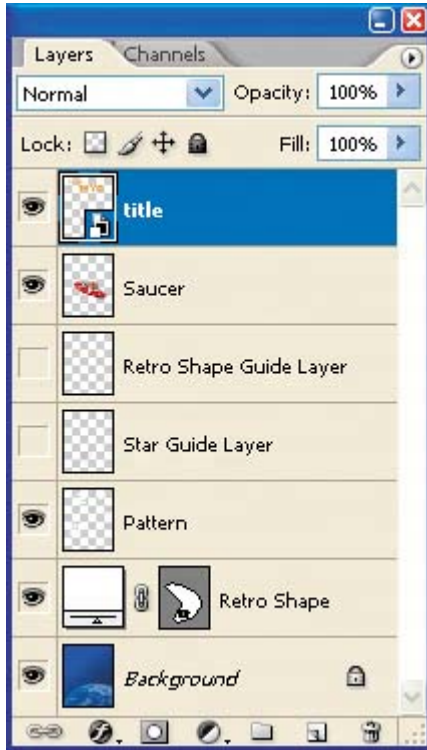 Layers Channels
Normal Opacity: 100%
Lock: Fill: 100%
title
Saucer
Retro Shape Guide Layer
Star Guide Layer
Pattern
Retro Shape
Background